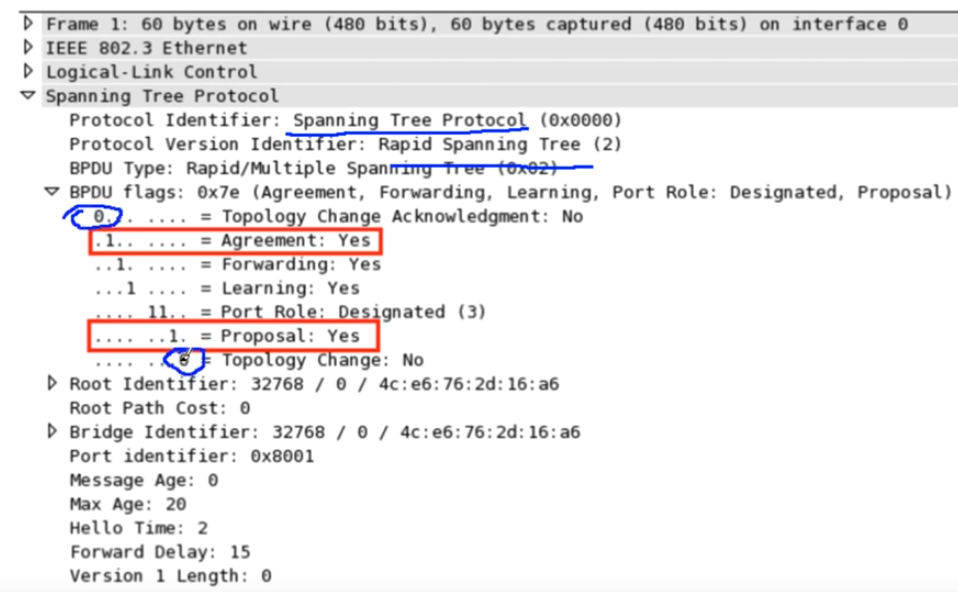 Frame 1: 60 bytes on wire (480 bits), 60 bytes captured (480 bits) on interface 0
IEEE 802.3 Ethernet
Logical-Link Control
Spanning Tree Protocol
Protocol Identifier: Spanning Tree Protocol (0x0000)
Protocol Version Identifier: Rapid Spanning Tree (2)
BPDU Type: Rapid/Multiple Spanning Tree (0x02)
BPDU flags: 0x7e (Agreement, Forwarding, Learning, Port Role: Designated, Proposal)
0... .... = Topology Change Acknowledgment: No
.1.. .... = Agreement: Yes
..1. .... = Forwarding: Yes
...1 .... = Learning: Yes
.... 11.. = Port Role: Designated (3)
.... ..1. = Proposal: Yes
.... ...0 = Topology Change: No
Root Identifier: 32768 / 0 / 4c:e6:76:2d:16:a6
Root Path Cost: 0
Bridge Identifier: 32768 / 0 / 4c:e6:76:2d:16:a6
Port identifier: 0x8001
Message Age: 0
Max Age: 20
Hello Time: 2
Forward Delay: 15
Version 1 Length: 0